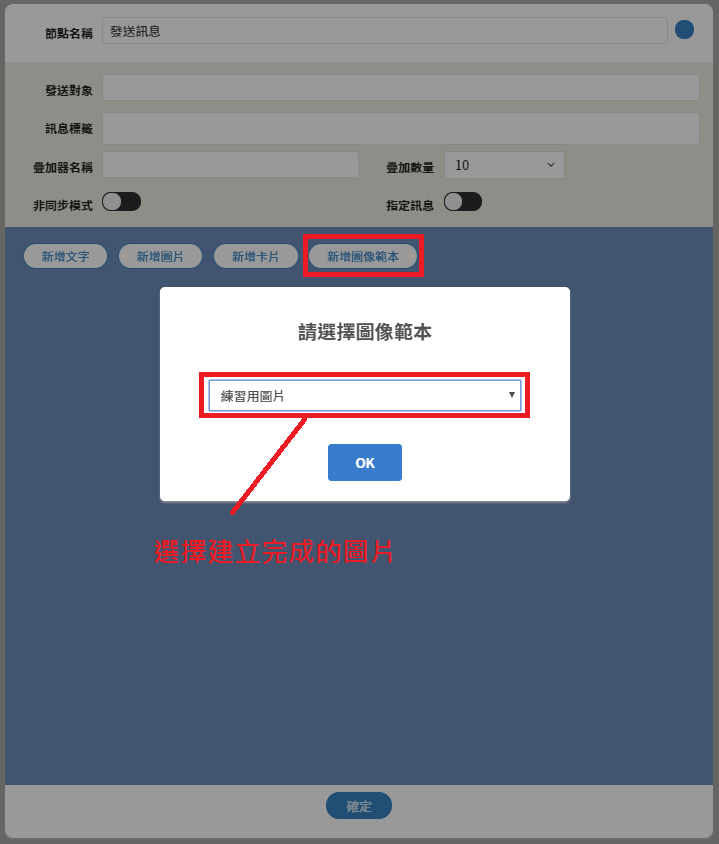 節點名稱 發送訊息
發送對象
訊息標籤
疊加器名稱 疊加數量 10
非同步模式 指定訊息
新增文字 新增圖片 新增卡片 新增圖像範本
請選擇圖像範本
練習用圖片
OK
選擇建立完成的圖片
確定